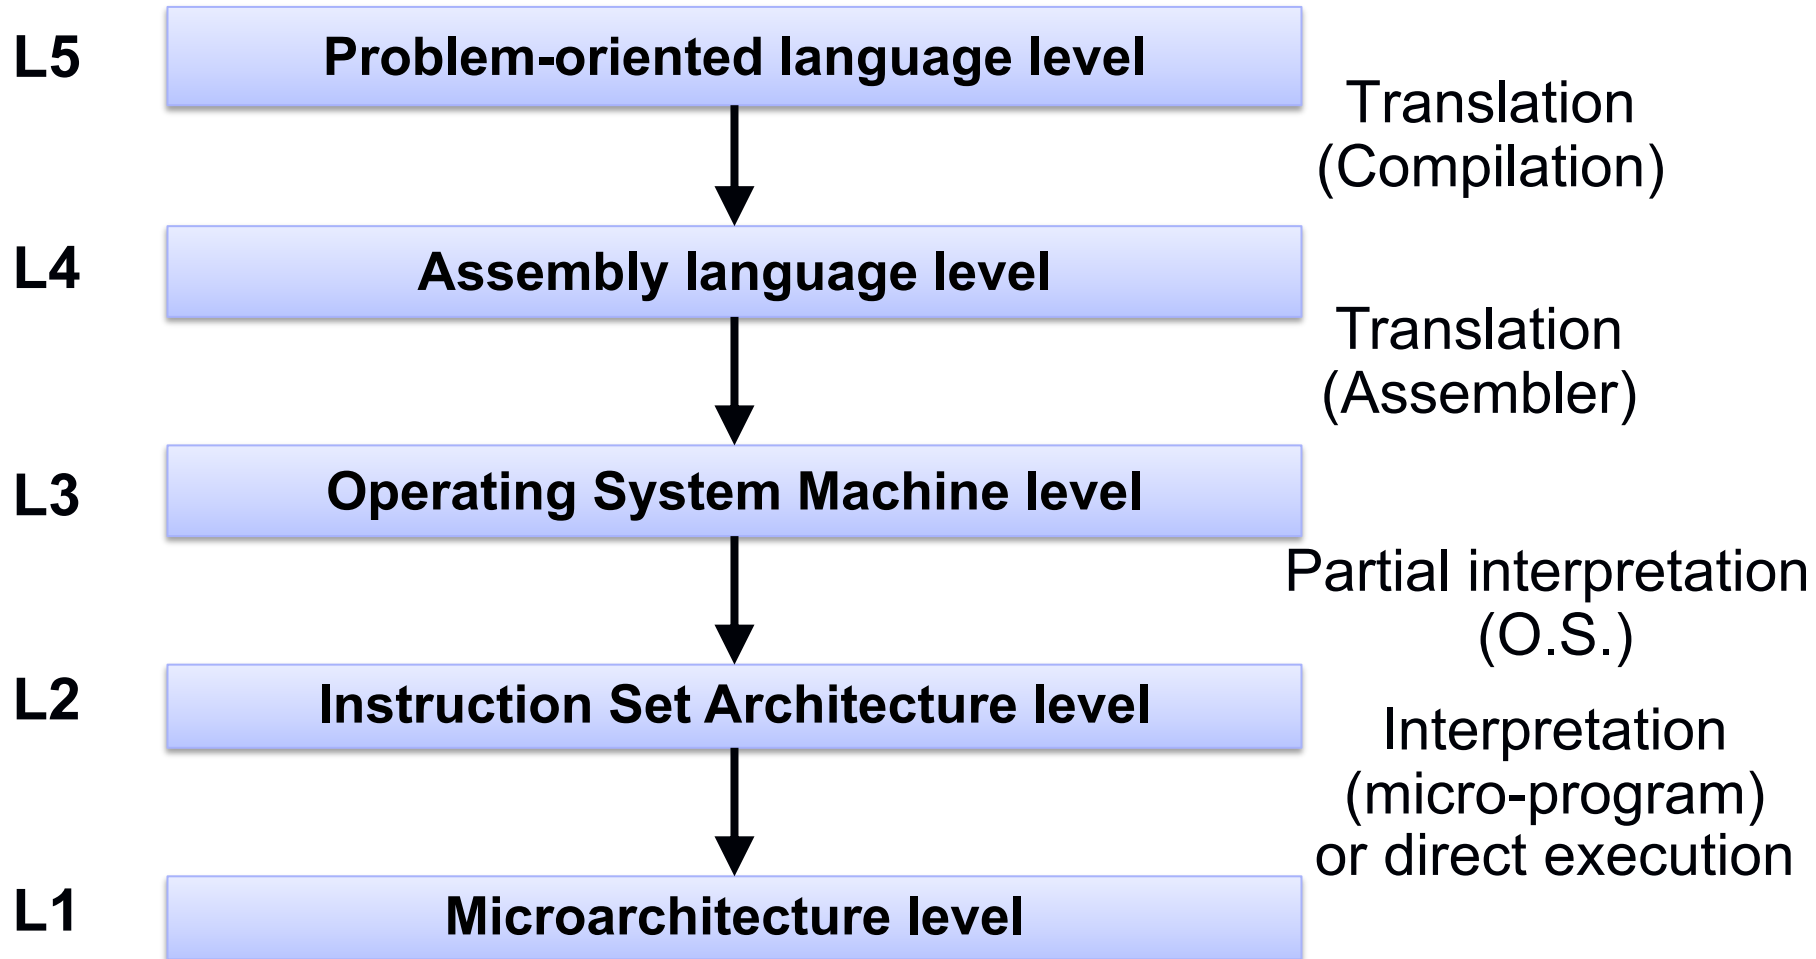 L5
Problem-oriented language level
Translation
(Compilation)
L4
Assembly language level
Translation
(Assembler)
L3
Operating System Machine level
Partial interpretation
(O.S.)
L2
Instruction Set Architecture level
Interpretation
(micro-program)
or direct execution
L1
Microarchitecture level